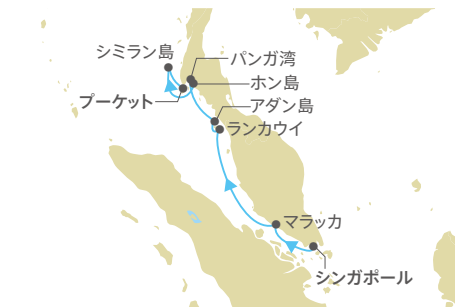 シミラン島
パンガ湾
ホン島
プーケット
アダン島
ランカウイ
マラッカ
シンガポール